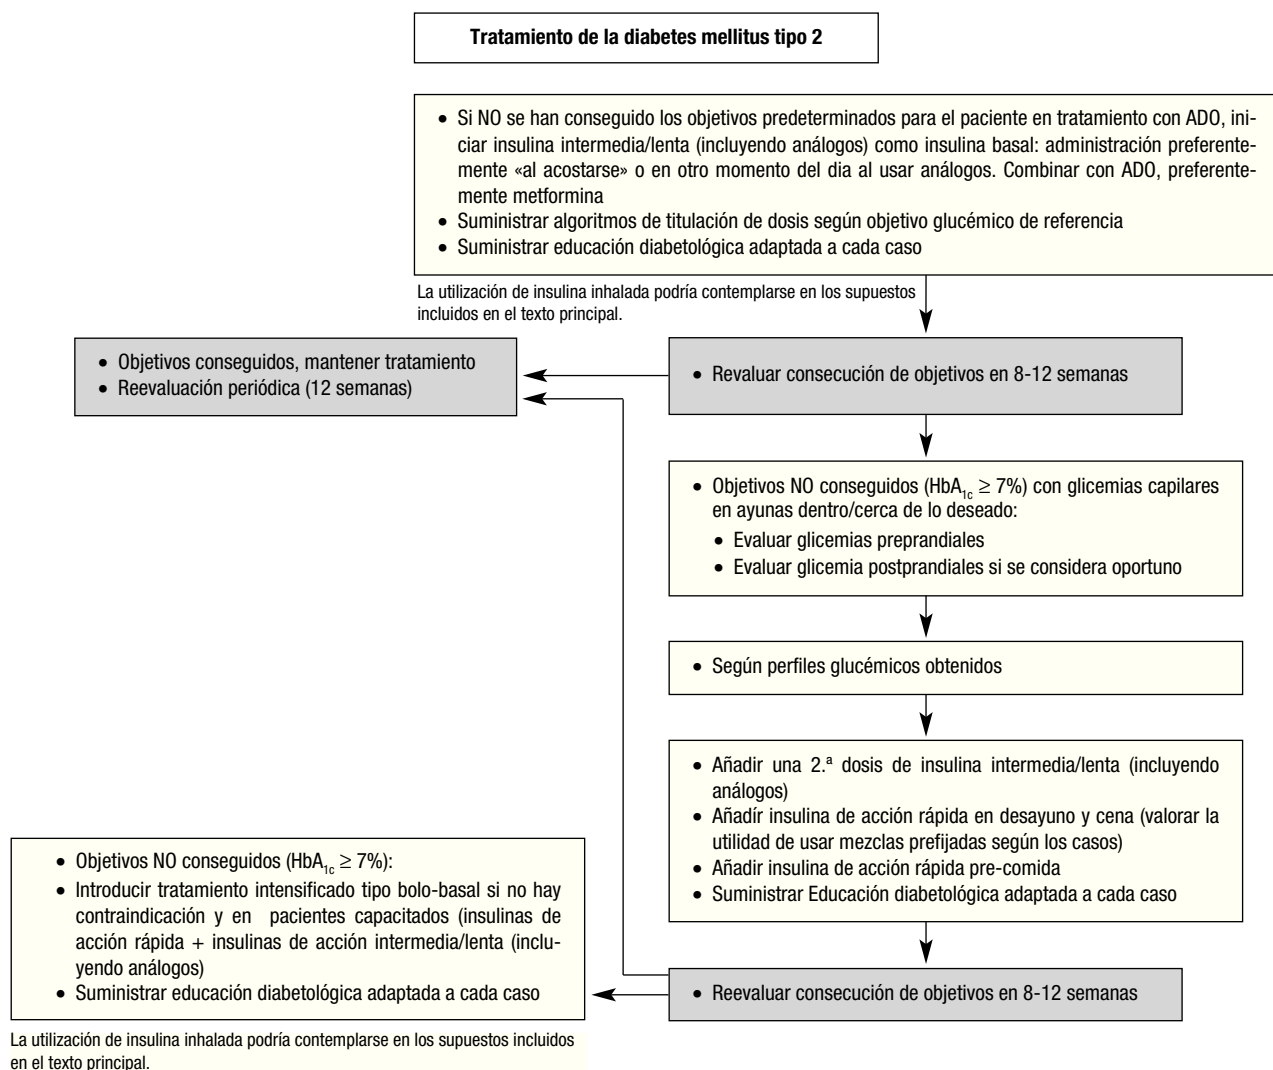 Tratamiento de la diabetes mellitus tipo 2
• Si NO se han conseguido los objetivos predeterminados para el paciente en tratamiento con ADO, ini-
ciar insulina intermedia/lenta (incluyendo análogos) como insulina basal: administración preferente-
mente «al acostarse» o en otro momento del dia al usar análogos. Combinar con ADO, preferente-
mente metformina
• Suministrar algoritmos de titulación de dosis según objetivo glucémico de referencia
• Suministrar educación diabetológica adaptada a cada caso
La utilización de insulina inhalada podría contemplarse en los supuestos
incluidos en el texto principal.
• Objetivos conseguidos, mantener tratamiento
• Reevaluación periódica (12 semanas)
• Revaluar consecución de objetivos en 8-12 semanas
• Objetivos NO conseguidos (HbA1c ≥ 7%) con glicemias capilares
en ayunas dentro/cerca de lo deseado:
• Evaluar glicemias preprandiales
• Evaluar glicemia postprandiales si se considera oportuno
• Según perfiles glucémicos obtenidos
• Añadir una 2.ª dosis de insulina intermedia/lenta (incluyendo
análogos)
• Añadír insulina de acción rápida en desayuno y cena (valorar la
utilidad de usar mezclas prefijadas según los casos)
• Añadir insulina de acción rápida pre-comida
• Suministrar Educación diabetológica adaptada a cada caso
• Reevaluar consecución de objetivos en 8-12 semanas
• Objetivos NO conseguidos (HbA1c ≥ 7%):
• Introducir tratamiento intensificado tipo bolo-basal si no hay
contraindicación y en pacientes capacitados (insulinas de
acción rápida + insulinas de acción intermedia/lenta (inclu-
yendo análogos)
• Suministrar educación diabetológica adaptada a cada caso
La utilización de insulina inhalada podría contemplarse en los supuestos incluidos
en el texto principal.